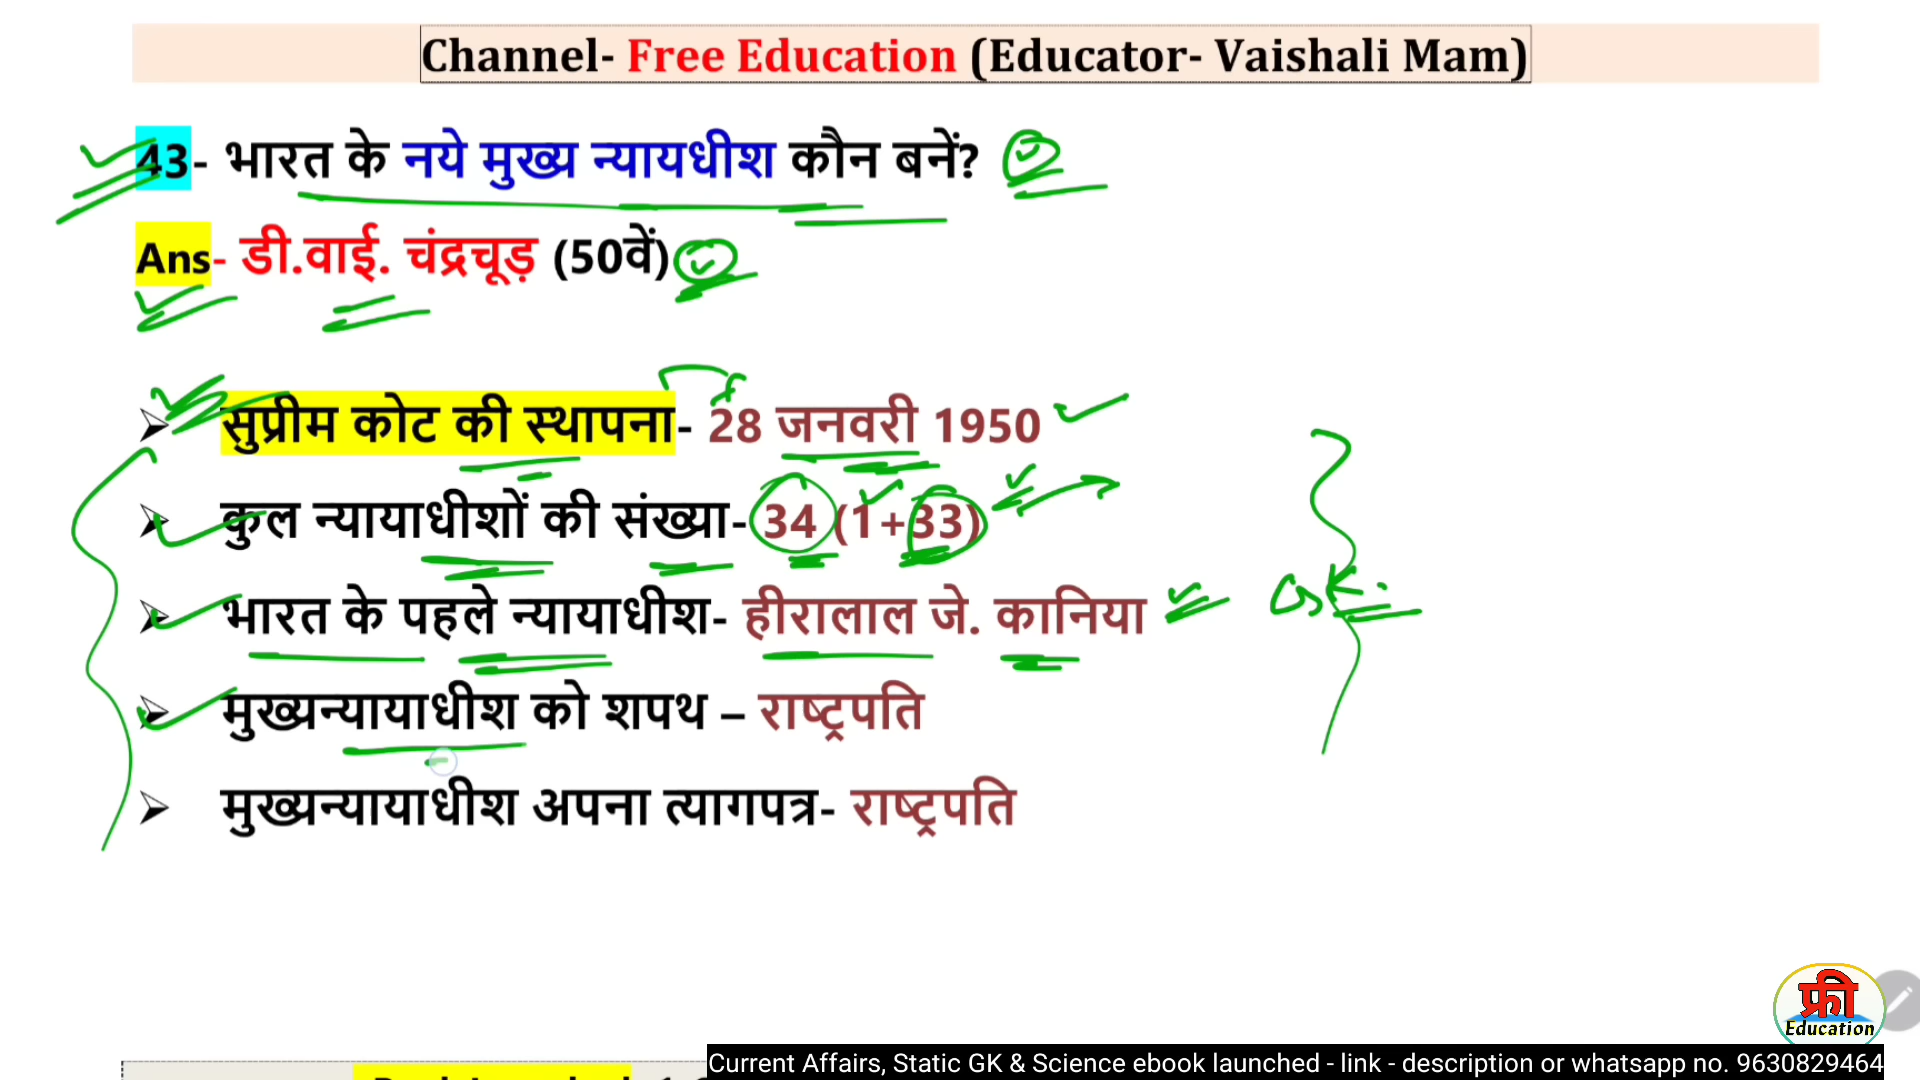 Channel- Free Education (Educator- Vaishali Mam)
43- भारत के नये मुख्य न्यायधीश कौन बनें?
Ans- डी.वाई. चंद्रचूड़ (50वें)
सुप्रीम कोट की स्थापना- 28 जनवरी 1950
कुल न्यायाधीशों की संख्या- 34 (1+33)
भारत के पहले न्यायाधीश- हीरालाल जे. कानिया
GK.
मुख्यन्यायाधीश को शपथ – राष्ट्रपति
मुख्यन्यायाधीश अपना त्यागपत्र- राष्ट्रपति
फ्री
Education
Current Affairs, Static GK & Science ebook launched - link - description or whatsapp no. 9630829464